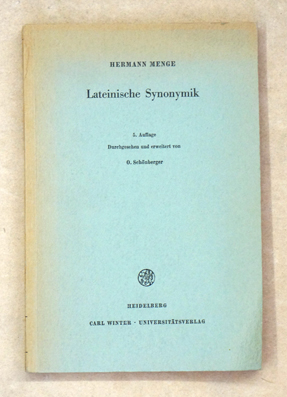 HERMANN MENGE
Lateinische Synonymik
5. Auflage
Durchgesehen und erweitert von
O. Schönberger
HEIDELBERG
CARL WINTER · UNIVERSITÄTSVERLAG